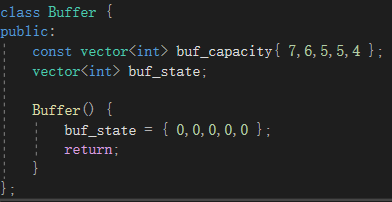 class Buffer {
public:
    const vector<int> buf_capacity{ 7,6,5,5,4 };
    vector<int> buf_state;

    Buffer() {
        buf_state = { 0,0,0,0,0 };
        return;
    }
};